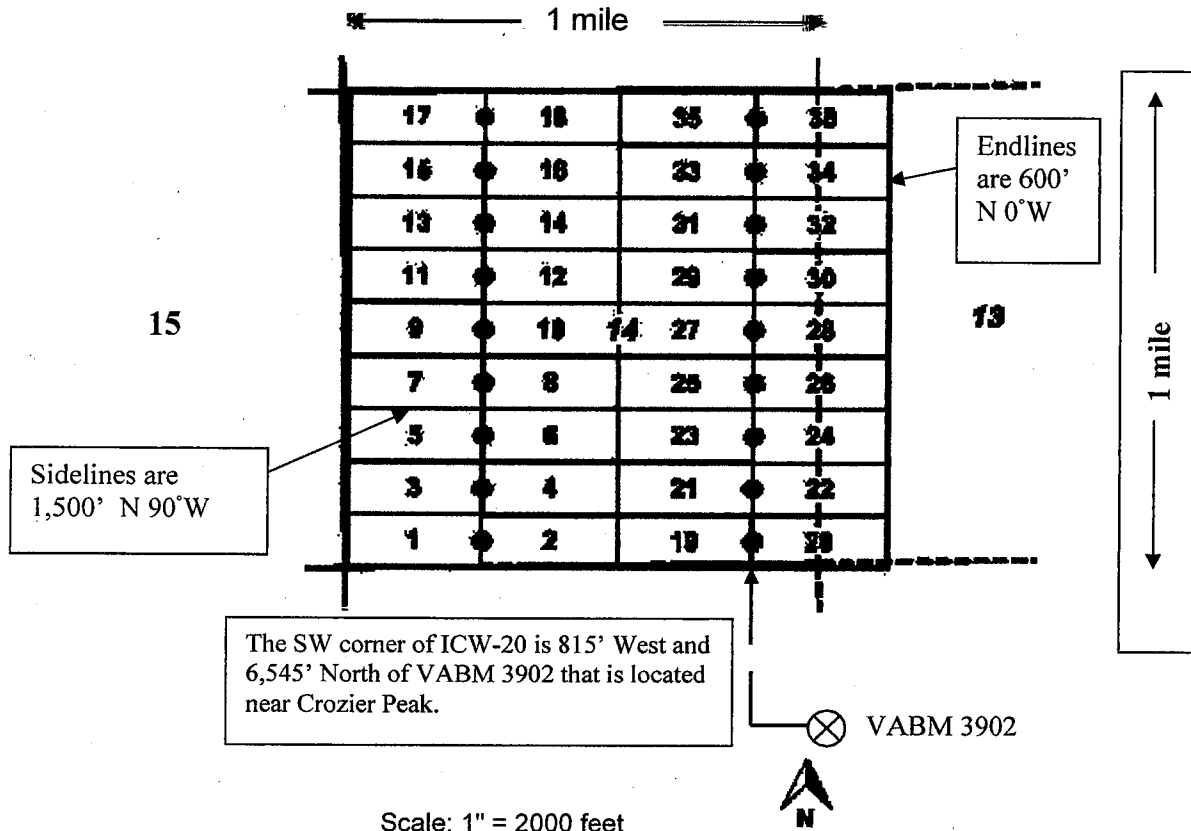 1 mile
17 18 35 36
15 16 33 34
13 14 31 32
11 12 29 30
9 10 14 27 28
7 8 25 26
5 6 23 24
3 4 21 22
1 2 19 20
15
13
Endlines
are 600'
N 0°W
1 mile
Sidelines are
1,500' N 90°W
The SW corner of ICW-20 is 815' West and
6,545' North of VABM 3902 that is located
near Crozier Peak.
VABM 3902
N
Scale: 1" = 2000 feet